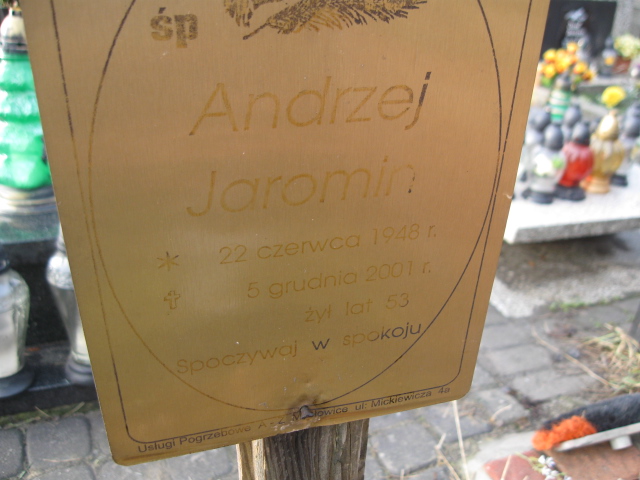 śp
Andrzej
Jaromin
* 22 czerwca 1948 r.
✝ 5 grudnia 2001 r.
żył lat 53
Spoczywaj w spokoju
Usługi Pogrzebowe ul. Mickiewicza 4a